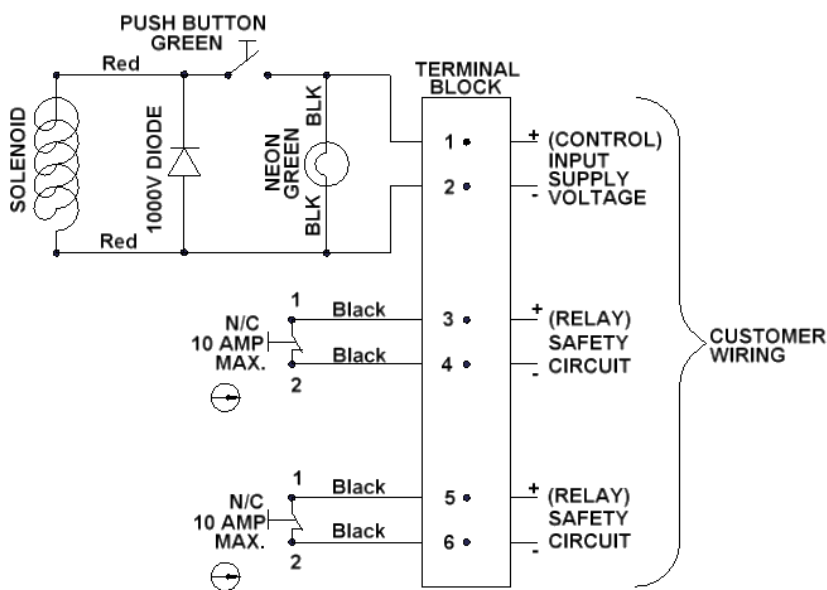 PUSH BUTTON
GREEN
Red
SOLENOID
1000V DIODE
NEON
GREEN
BLK
BLK
Red
TERMINAL
BLOCK
1
2
+ (CONTROL)
INPUT
SUPPLY
- VOLTAGE
1
Black
N/C
10 AMP
MAX.
Black
2
3
4
+ (RELAY)
SAFETY
- CIRCUIT
CUSTOMER
WIRING
1
Black
N/C
10 AMP
MAX.
Black
2
5
6
+ (RELAY)
SAFETY
- CIRCUIT